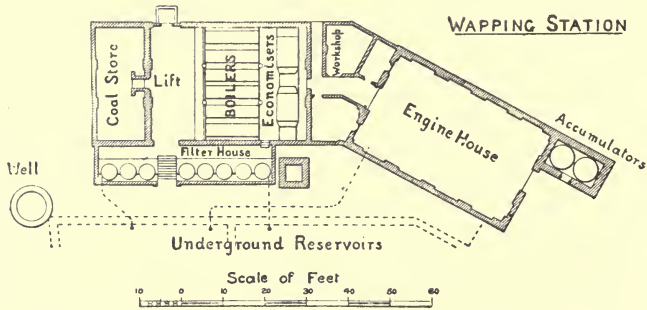 WAPPING STATION
Workshop
Coal Store
Lift
BOILERS
Economisers
Engine House
Accumulators
Filter House
Well
Underground Reservoirs
Scale of Feet
10 0 10 20 30 40 50 60